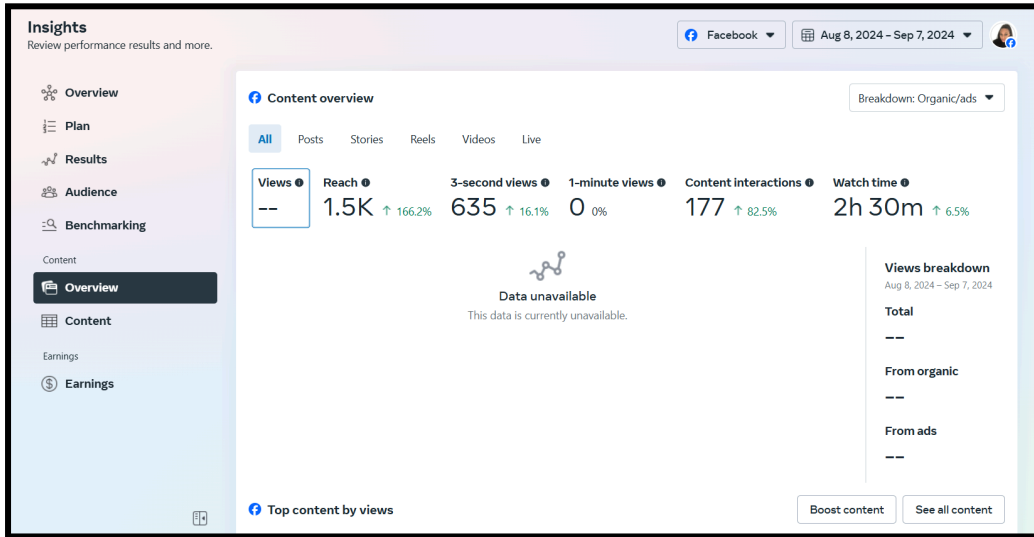 Insights
Review performance results and more.
Facebook
Aug 8, 2024 – Sep 7, 2024
Overview
Plan
Results
Audience
Benchmarking
Content
Overview
Content
Earnings
Earnings
Content overview
Breakdown: Organic/ads
All Posts Stories Reels Videos Live
Views Reach 3-second views 1-minute views Content interactions Watch time
-- 1.5K ↑ 166.2% 635 ↑ 16.1% 0 0% 177 ↑ 82.5% 2h 30m ↑ 6.5%
Data unavailable
This data is currently unavailable.
Views breakdown
Aug 8, 2024 – Sep 7, 2024
Total
--
From organic
--
From ads
--
Top content by views
Boost content See all content